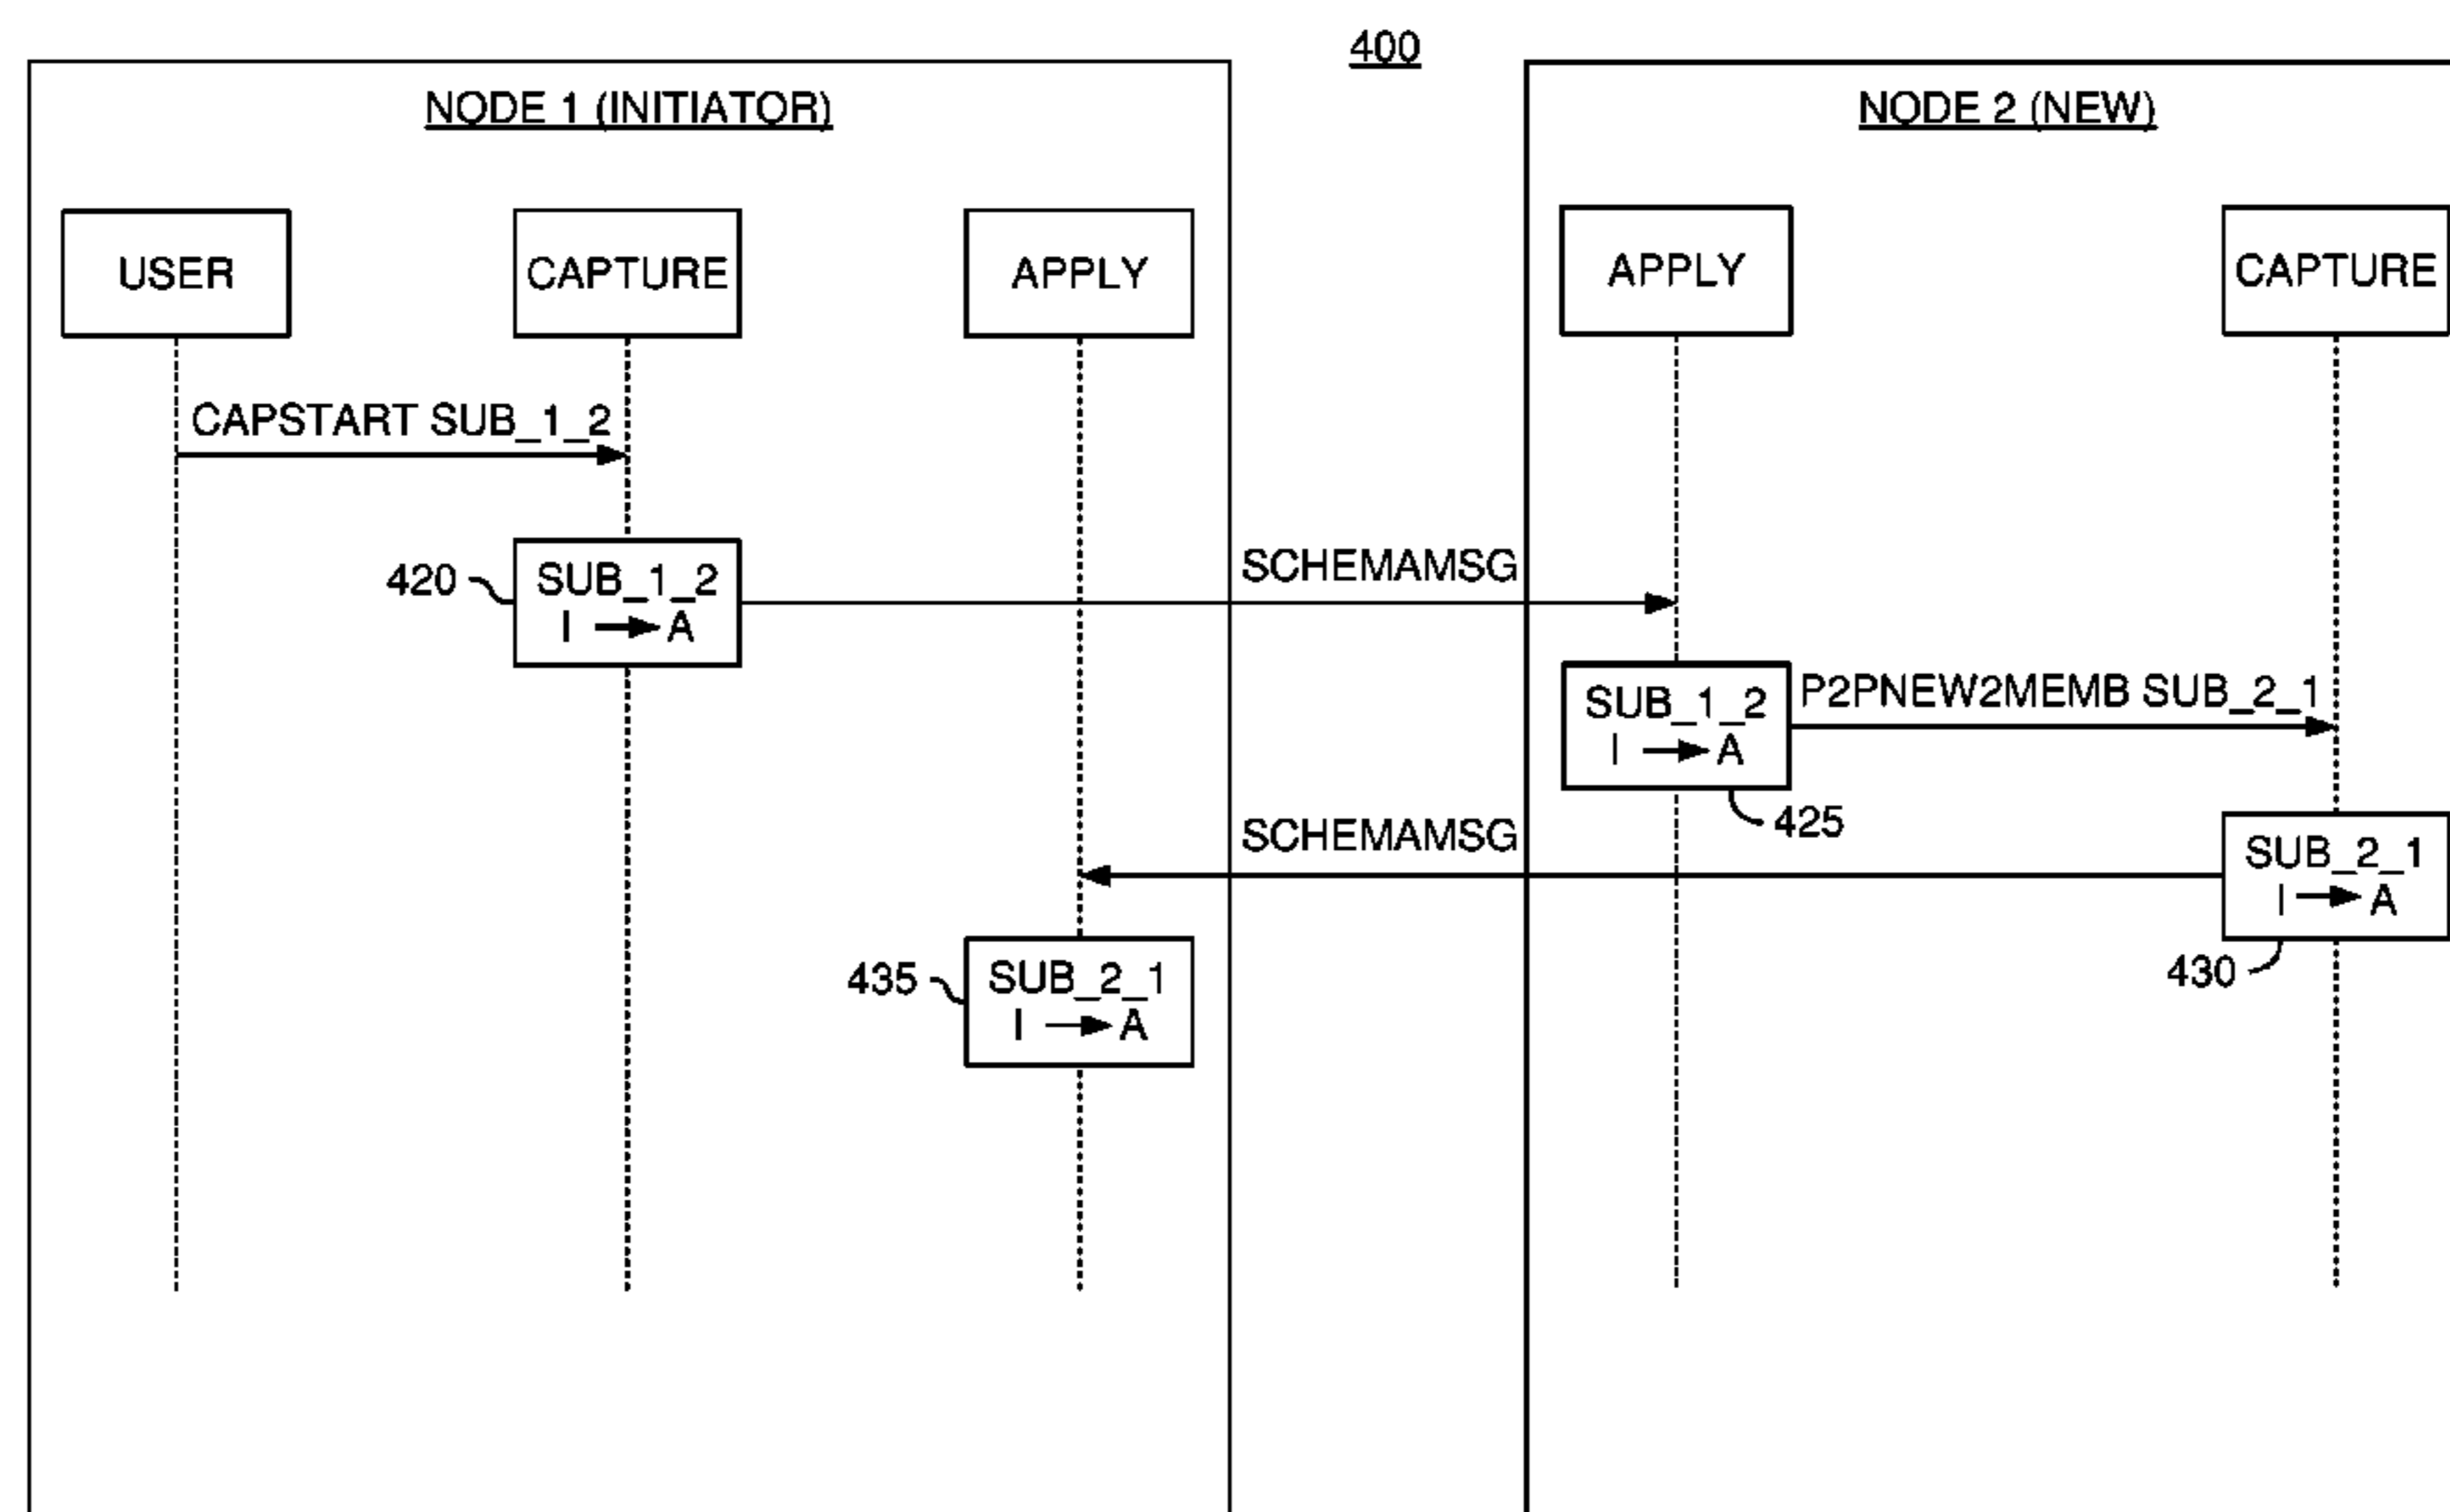 400
NODE 1 (INITIATOR)
NODE 2 (NEW)
USER
CAPTURE
APPLY
APPLY
CAPTURE
CAPSTART SUB_1_2
420
SUB_1_2
I → A
SCHEMAMSG
SUB_1_2
I → A
425
P2PNEW2MEMB SUB_2_1
SCHEMAMSG
SUB_2_1
I → A
430
435
SUB_2_1
I → A